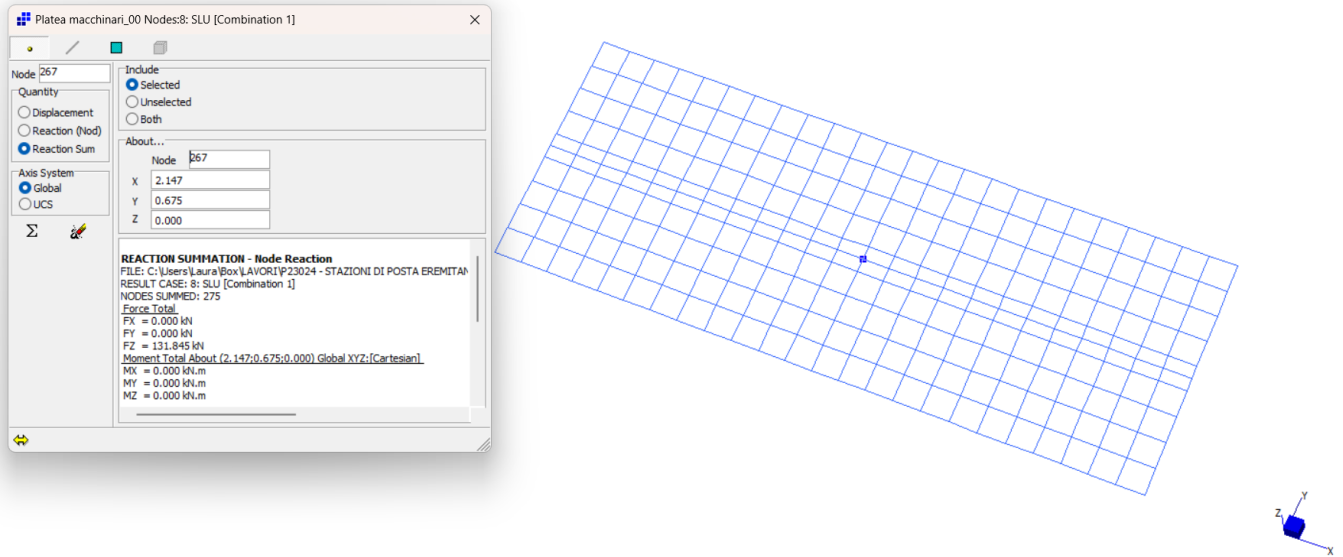 Platea macchinari_00 Nodes:8: SLU [Combination 1]
Node 267
Quantity
Displacement
Reaction (Nod)
Reaction Sum
Axis System
Global
UCS
Σ
Include
Selected
Unselected
Both
About...
Node 267
X 2.147
Y 0.675
Z 0.000
REACTION SUMMATION - Node Reaction
FILE: C:\Users\Laura\Box\LAVORI\P23024 - STAZIONI DI POSTA EREMITAN
RESULT CASE: 8: SLU [Combination 1]
NODES SUMMED: 275
Force Total
FX = 0.000 kN
FY = 0.000 kN
FZ = 131.845 kN
Moment Total About (2.147;0.675;0.000) Global XYZ:[Cartesian]
MX = 0.000 kN.m
MY = 0.000 kN.m
MZ = 0.000 kN.m
Y
Z
X